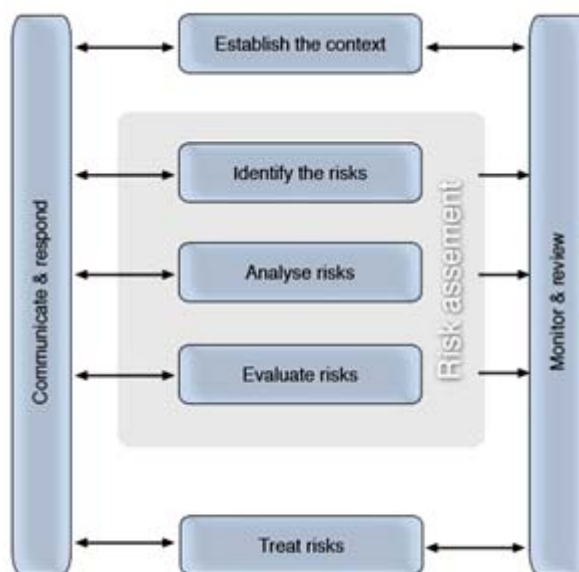 Establish the context
Communicate & respond
Identify the risks
Analyse risks
Evaluate risks
Risk assement
Monitor & review
Treat risks